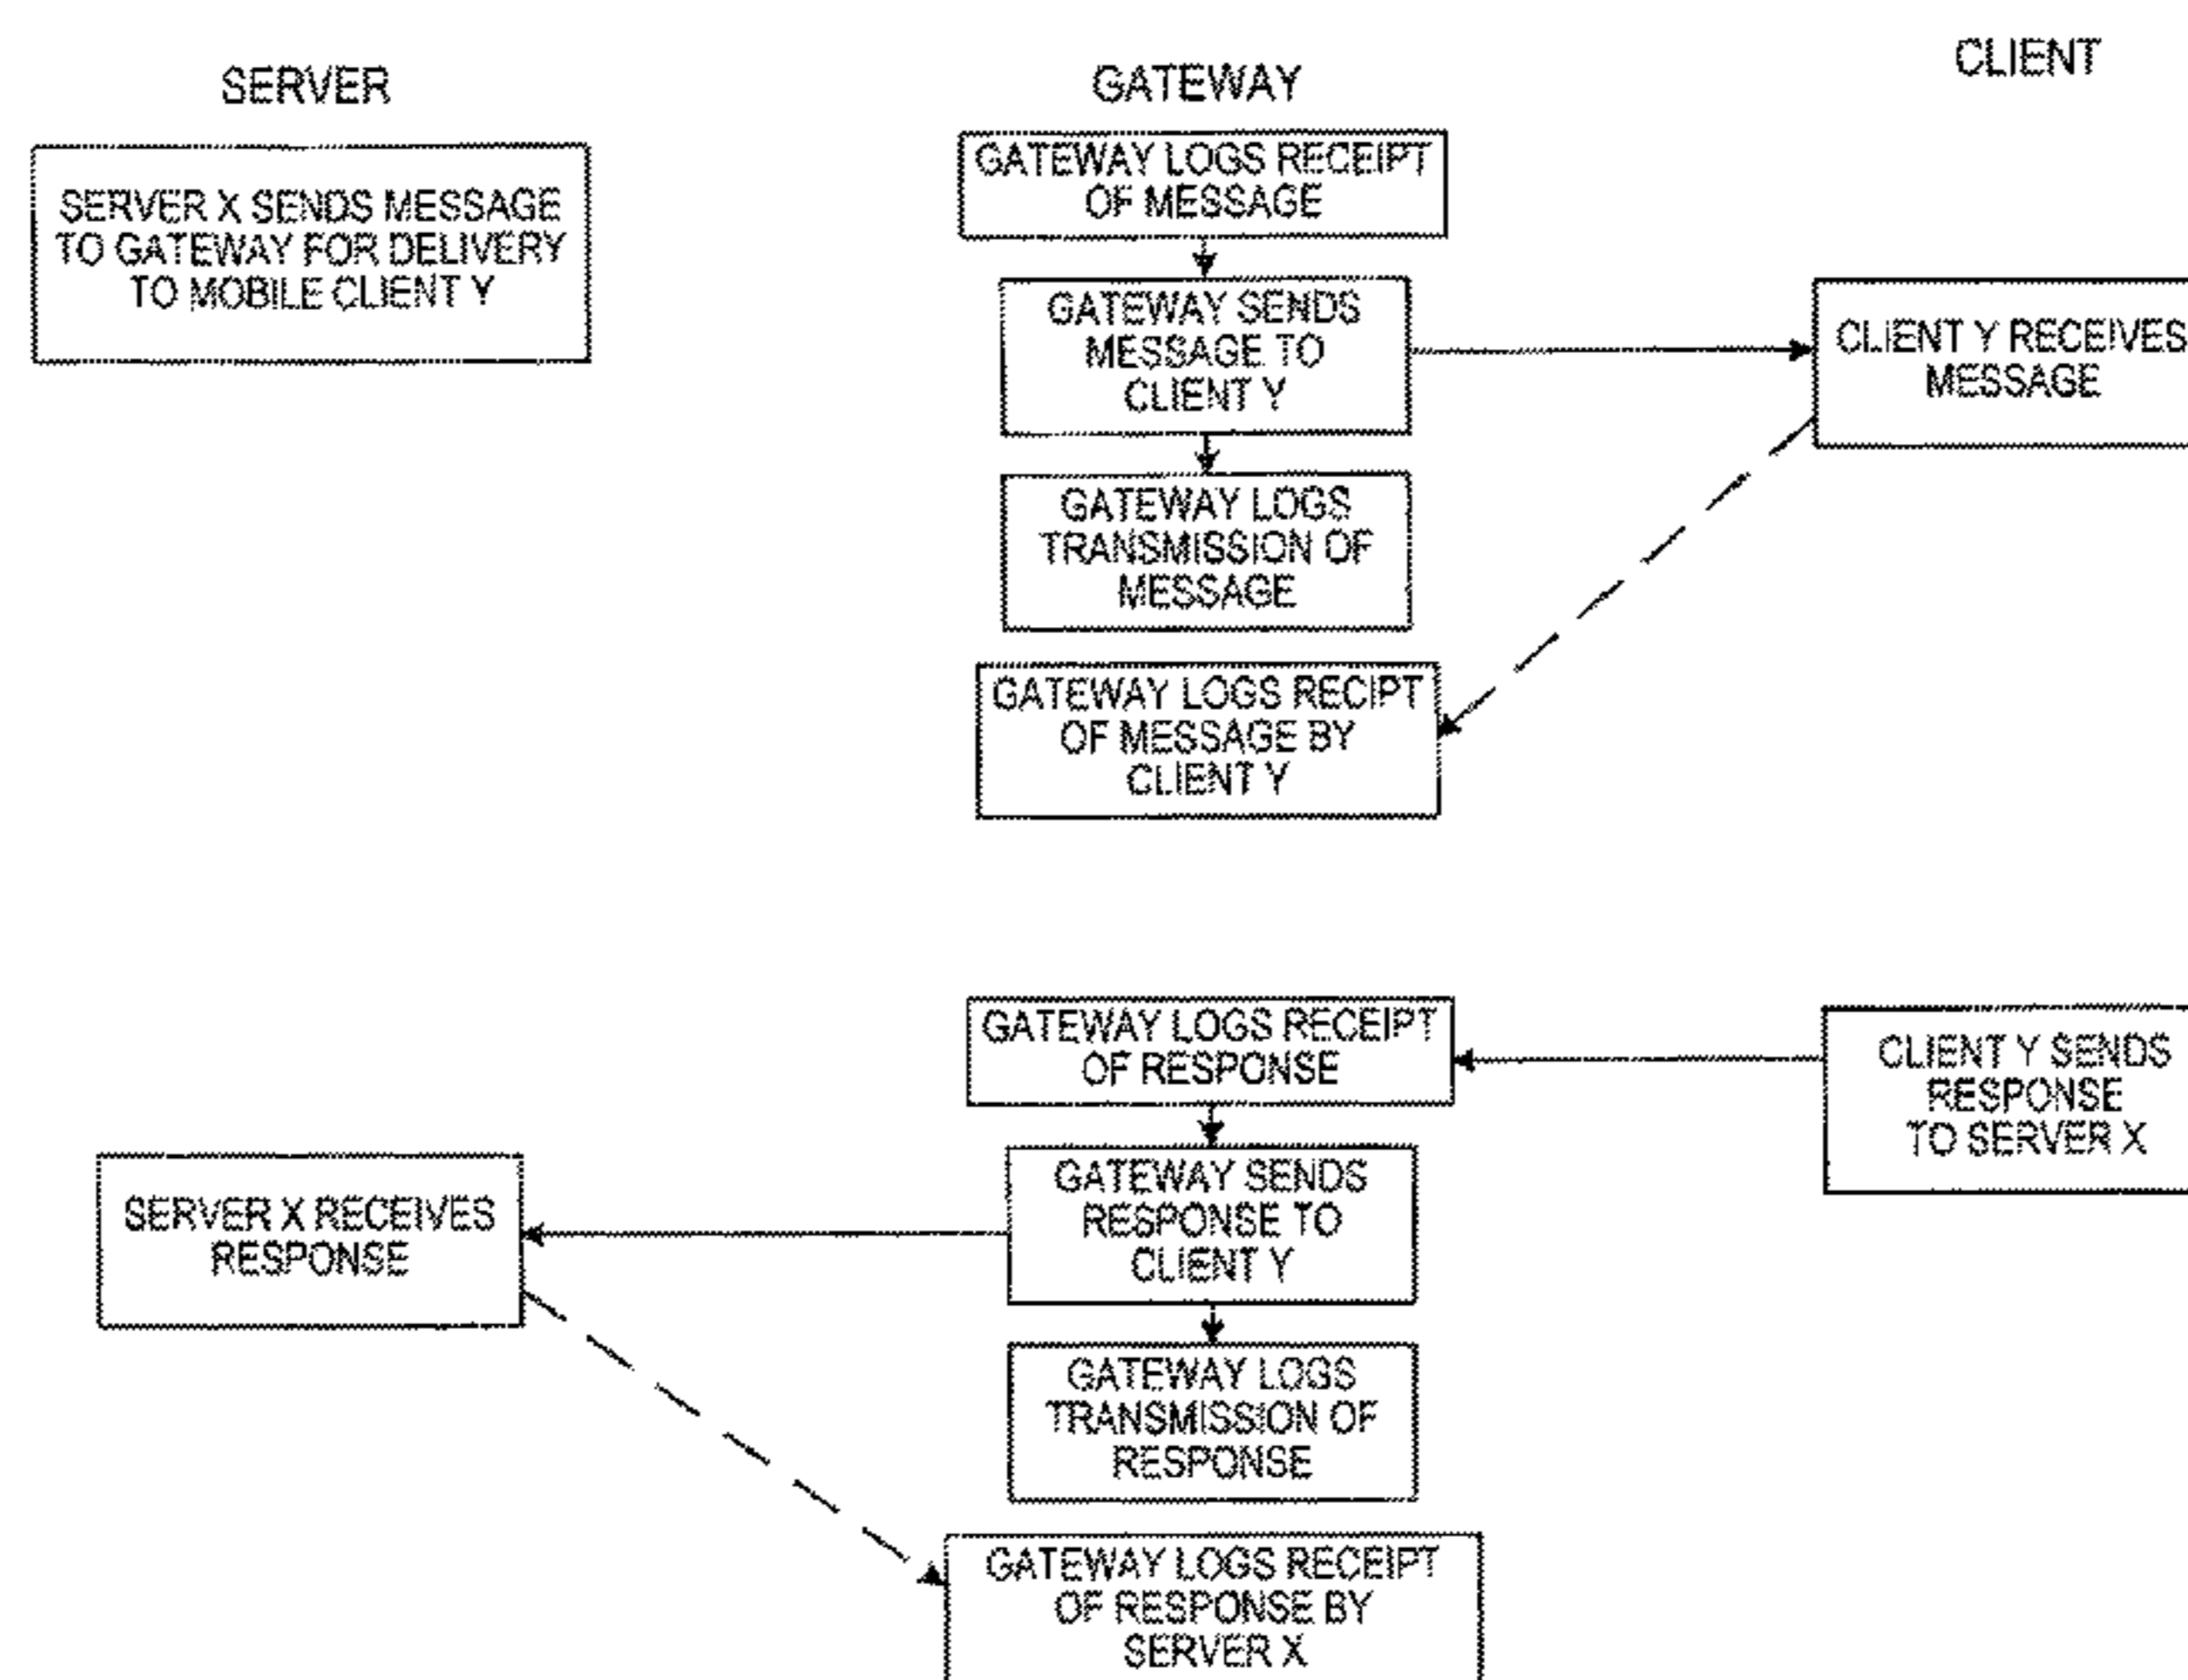 SERVER
GATEWAY
CLIENT
SERVER X SENDS MESSAGE
TO GATEWAY FOR DELIVERY
TO MOBILE CLIENT Y
GATEWAY LOGS RECEIPT
OF MESSAGE
GATEWAY SENDS
MESSAGE TO
CLIENT Y
CLIENT Y RECEIVES
MESSAGE
GATEWAY LOGS
TRANSMISSION OF
MESSAGE
GATEWAY LOGS RECIPT
OF MESSAGE BY
CLIENT Y
GATEWAY LOGS RECEIPT
OF RESPONSE
CLIENT Y SENDS
RESPONSE
TO SERVER X
GATEWAY SENDS
RESPONSE TO
CLIENT Y
SERVER X RECEIVES
RESPONSE
GATEWAY LOGS
TRANSMISSION OF
RESPONSE
GATEWAY LOGS RECEIPT
OF RESPONSE BY
SERVER X